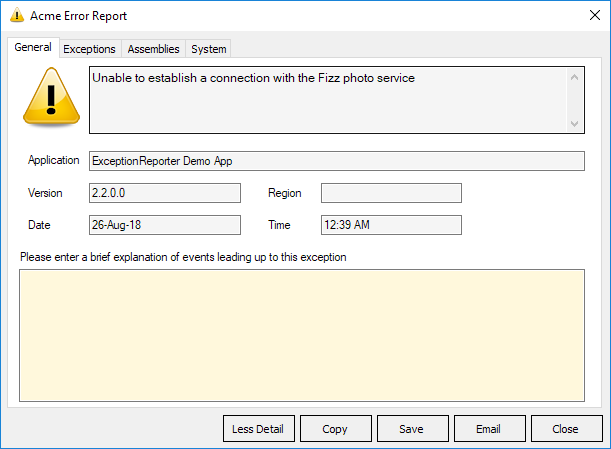 Acme Error Report
General Exceptions Assemblies System
Unable to establish a connection with the Fizz photo service
Application ExceptionReporter Demo App
Version 2.2.0.0 Region
Date 26-Aug-18 Time 12:39 AM
Please enter a brief explanation of events leading up to this exception
Less Detail Copy Save Email Close